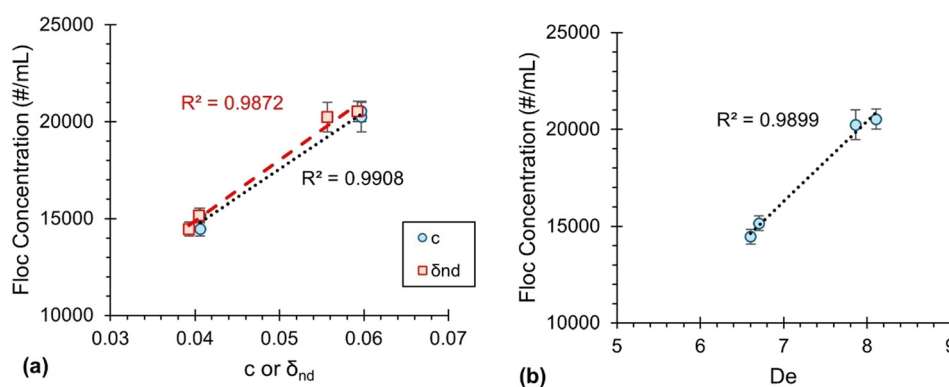 25000
20000
15000
10000
Floc Concentration (#/mL)
R² = 0.9872
R² = 0.9908
c
δnd
0.03 0.04 0.05 0.06 0.07
c or δnd
(a)
25000
20000
15000
10000
Floc Concentration (#/mL)
R² = 0.9899
5 6 7 8 9
De
(b)